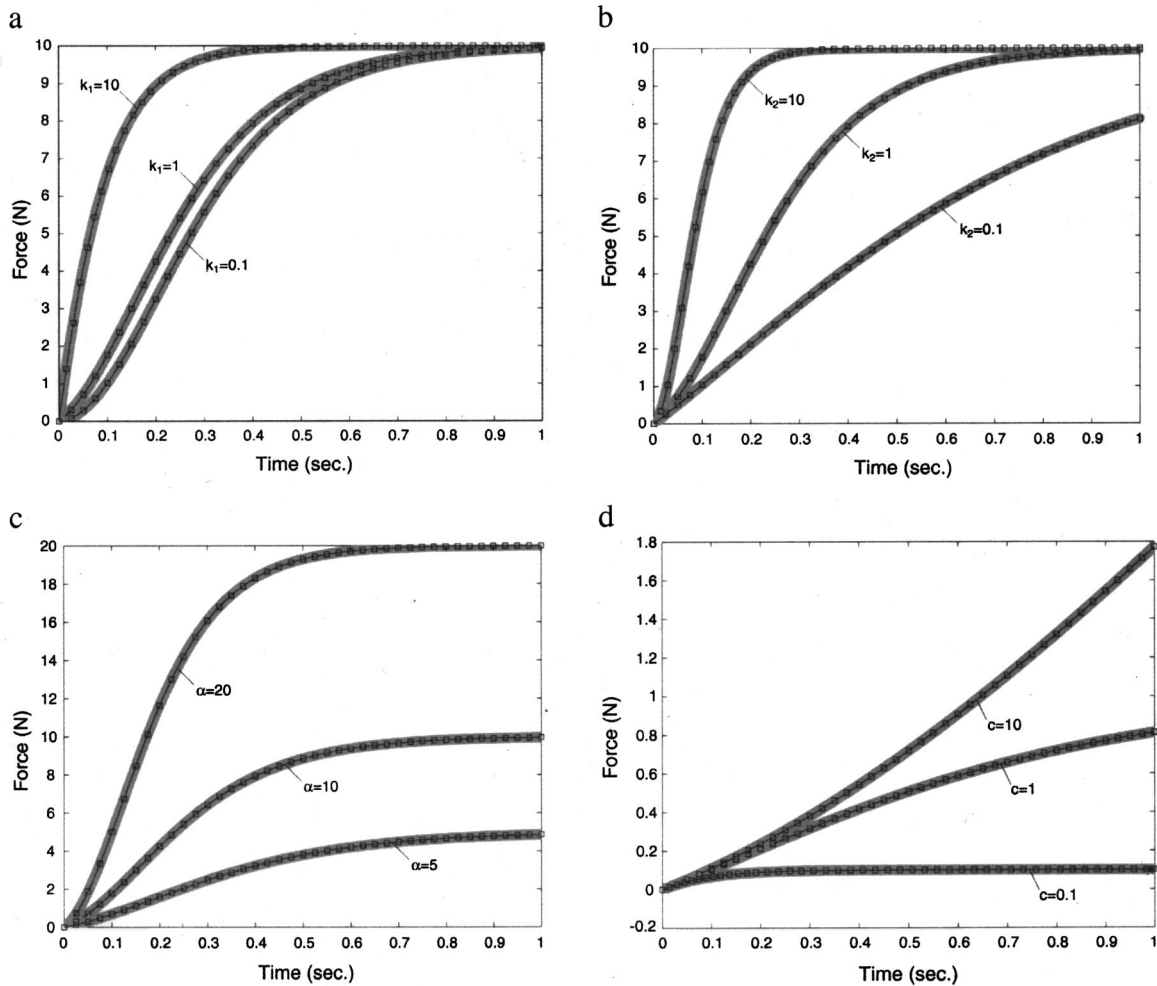 a
10
9
8
7
6
5
4
3
2
1
0
Force (N)
k₁=10
k₁=1
k₁=0.1
0 0.1 0.2 0.3 0.4 0.5 0.6 0.7 0.8 0.9 1
Time (sec.)
b
10
9
8
7
6
5
4
3
2
1
0
Force (N)
k₂=10
k₂=1
k₂=0.1
0 0.1 0.2 0.3 0.4 0.5 0.6 0.7 0.8 0.9 1
Time (sec.)
c
20
18
16
14
12
10
8
6
4
2
0
Force (N)
α=20
α=10
α=5
0 0.1 0.2 0.3 0.4 0.5 0.6 0.7 0.8 0.9 1
Time (sec.)
d
1.8
1.6
1.4
1.2
1
0.8
0.6
0.4
0.2
0
-0.2
Force (N)
c=10
c=1
c=0.1
0 0.1 0.2 0.3 0.4 0.5 0.6 0.7 0.8 0.9 1
Time (sec.)